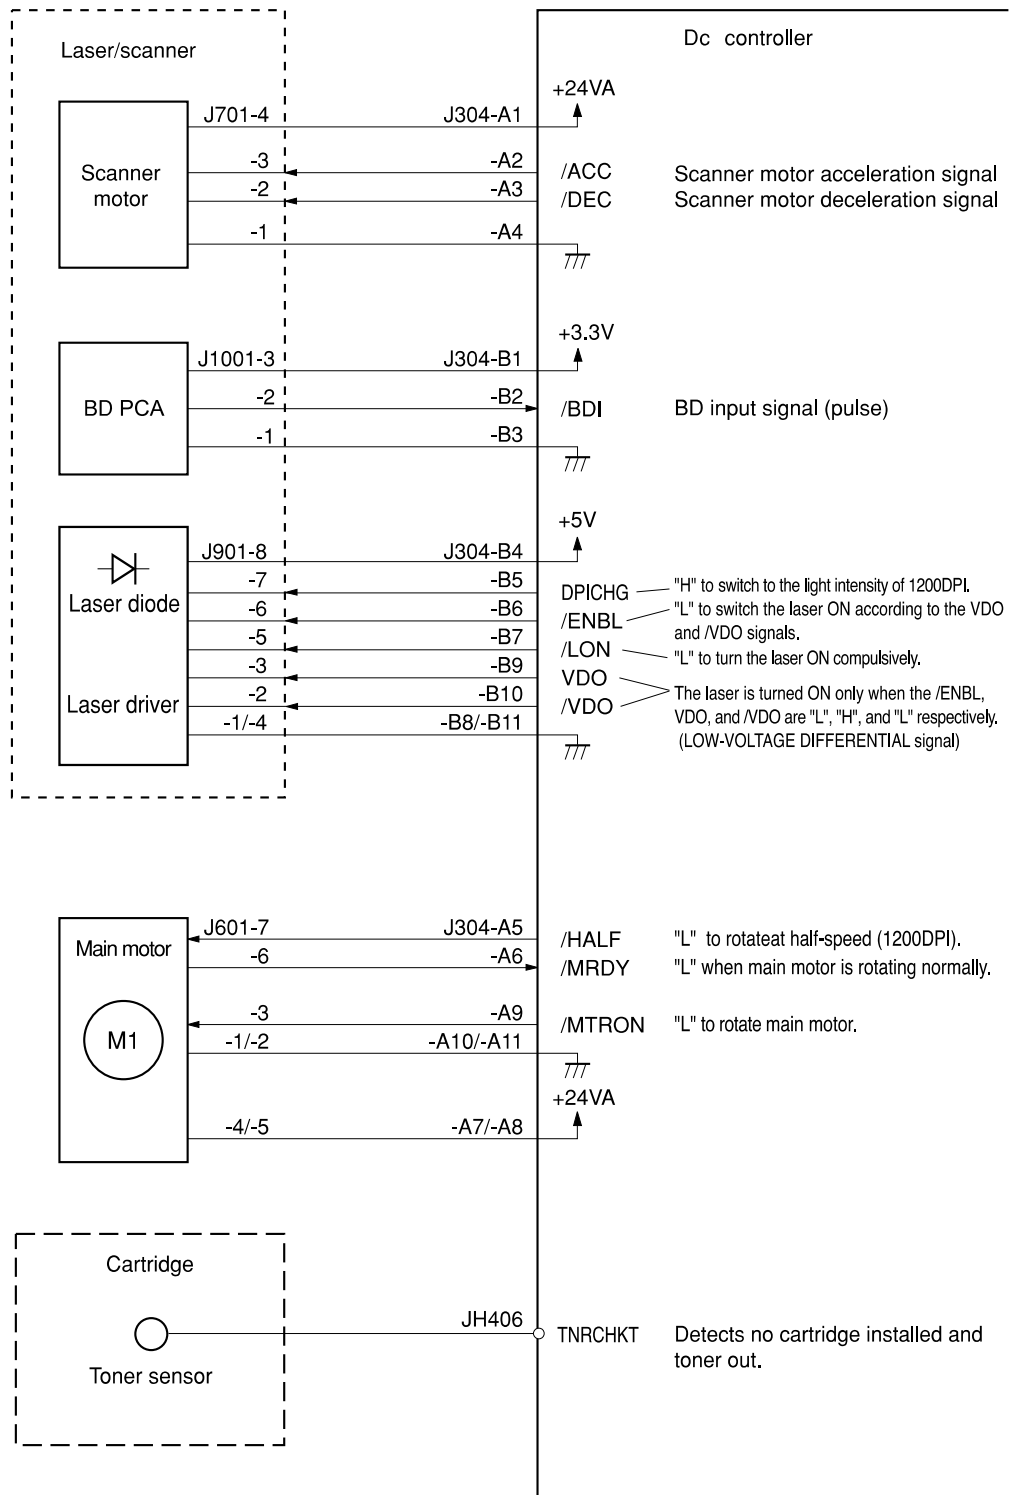 Dc controller
Laser/scanner
+24VA
J701-4 J304-A1
Scanner
motor
-3 -A2 /ACC Scanner motor acceleration signal
-2 -A3 /DEC Scanner motor deceleration signal
-1 -A4
+3.3V
J1001-3 J304-B1
BD PCA -2 -B2 /BDI BD input signal (pulse)
-1 -B3
+5V
J901-8 J304-B4
-7 -B5 DPICHG "H" to switch to the light intensity of 1200DPI.
Laser diode
-6 -B6 /ENBL "L" to switch the laser ON according to the VDO
and /VDO signals.
-5 -B7 /LON "L" to turn the laser ON compulsively.
-3 -B9 VDO
Laser driver -2 -B10 /VDO
The laser is turned ON only when the /ENBL,
VDO, and /VDO are "L", "H", and "L" respectively.
(LOW-VOLTAGE DIFFERENTIAL signal)
-1/-4 -B8/-B11
Main motor
J601-7 J304-A5 /HALF "L" to rotateat half-speed (1200DPI).
-6 -A6 /MRDY "L" when main motor is rotating normally.
M1
-3 -A9 /MTRON "L" to rotate main motor.
-1/-2 -A10/-A11
+24VA
-4/-5 -A7/-A8
Cartridge
JH406 TNRCHKT Detects no cartridge installed and
toner out.
Toner sensor